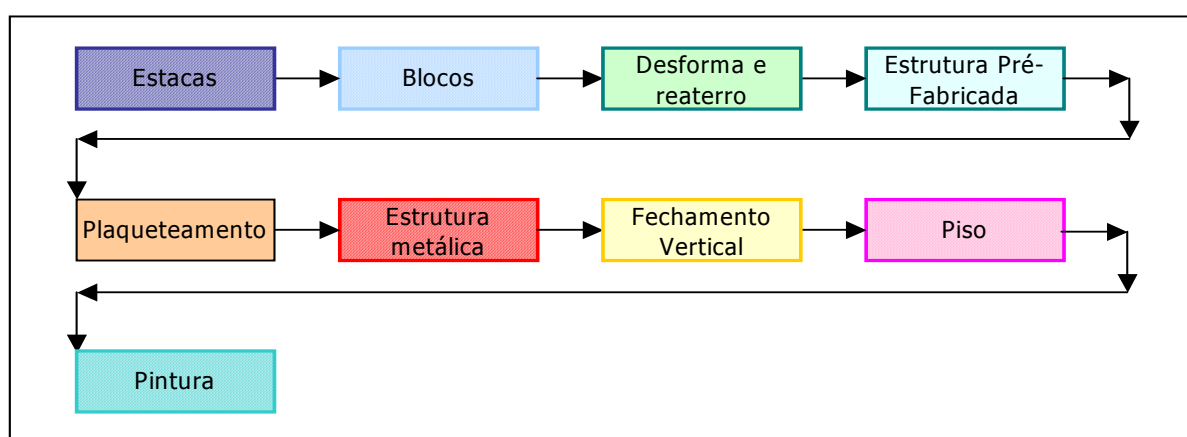 Estacas
Blocos
Desforma e
reaterro
Estrutura Pré-
Fabricada
Plaqueteamento
Estrutura
metálica
Fechamento
Vertical
Piso
Pintura